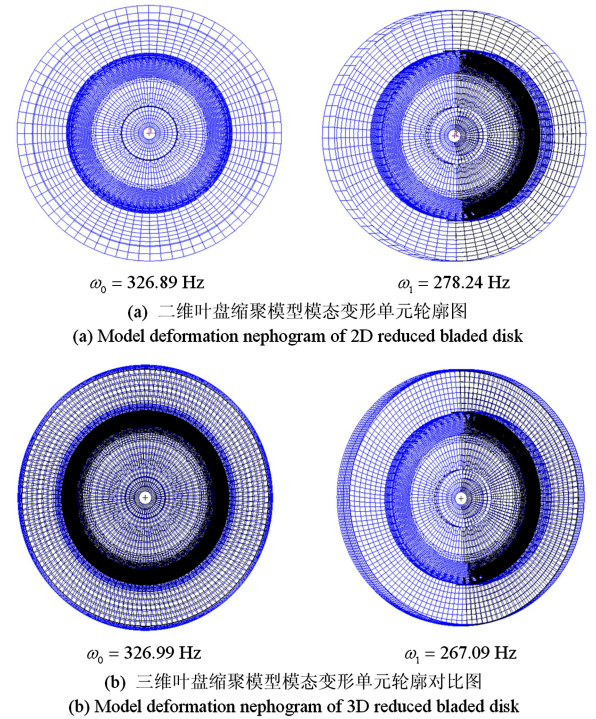 ω₀ = 326.89 Hz ω₁ = 278.24 Hz
(a) 二维叶盘缩聚模型模态变形单元轮廓图
(a) Model deformation nephogram of 2D reduced bladed disk
ω₀ = 326.99 Hz ω₁ = 267.09 Hz
(b) 三维叶盘缩聚模型模态变形单元轮廓对比图
(b) Model deformation nephogram of 3D reduced bladed disk